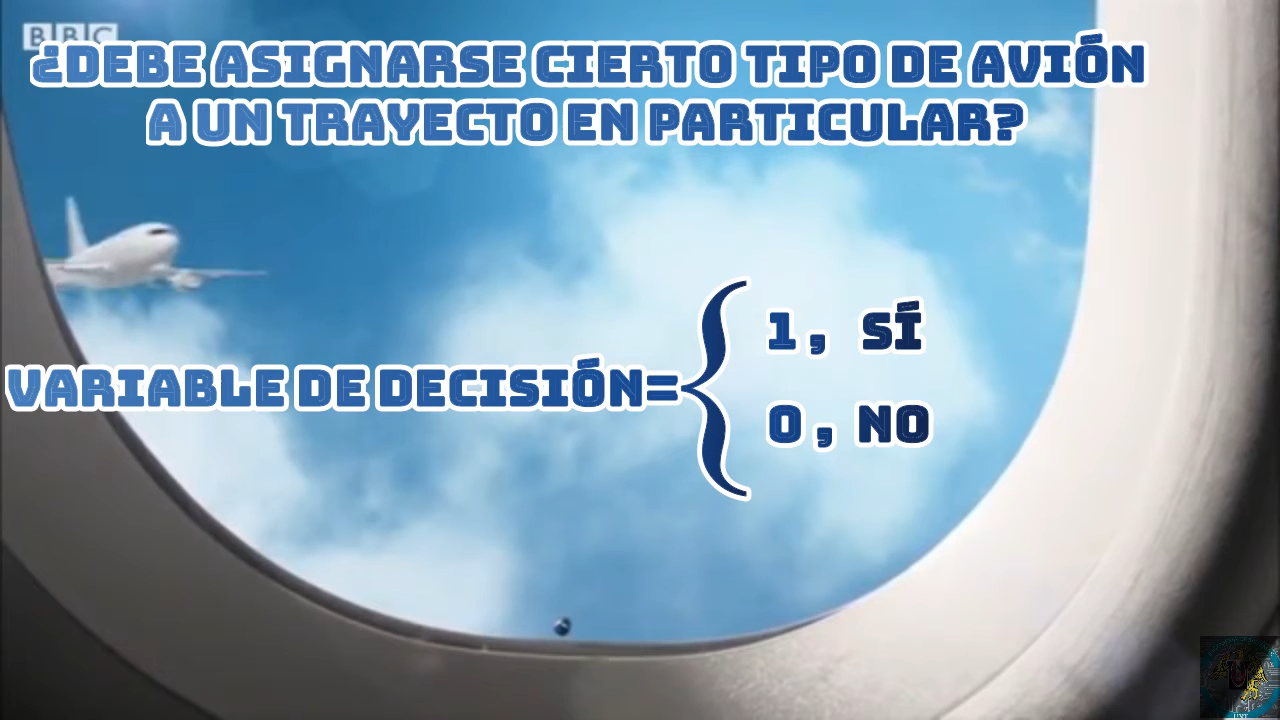 BBC
¿DEBE ASIGNARSE CIERTO TIPO DE AVIÓN
A UN TRAYECTO EN PARTICULAR?
1, SÍ
VARIABLE DE DECISIÓN={
0, NO